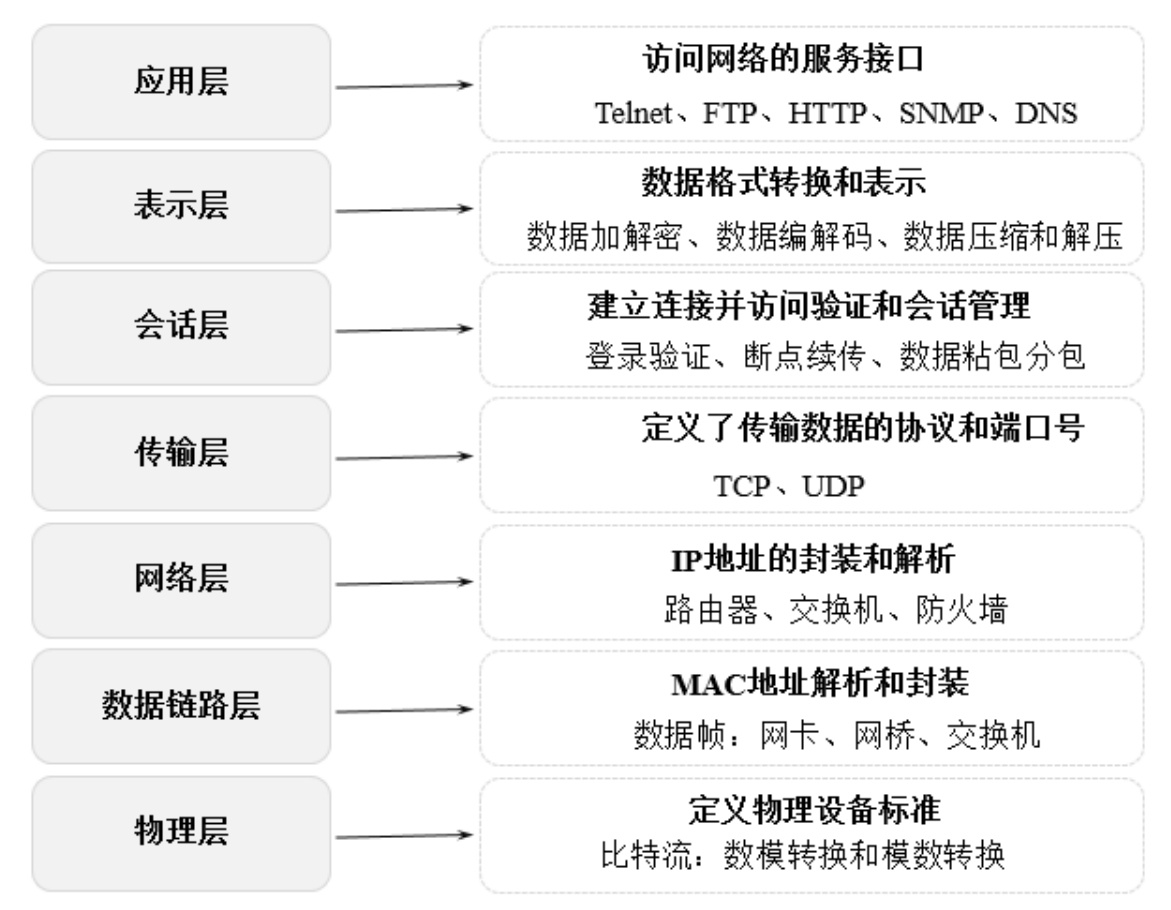 应用层
访问网络的服务接口
Telnet、FTP、HTTP、SNMP、DNS
表示层
数据格式转换和表示
数据加解密、数据编解码、数据压缩和解压
会话层
建立连接并访问验证和会话管理
登录验证、断点续传、数据粘包分包
传输层
定义了传输数据的协议和端口号
TCP、UDP
网络层
IP地址的封装和解析
路由器、交换机、防火墙
数据链路层
MAC地址解析和封装
数据帧：网卡、网桥、交换机
物理层
定义物理设备标准
比特流：数模转换和模数转换